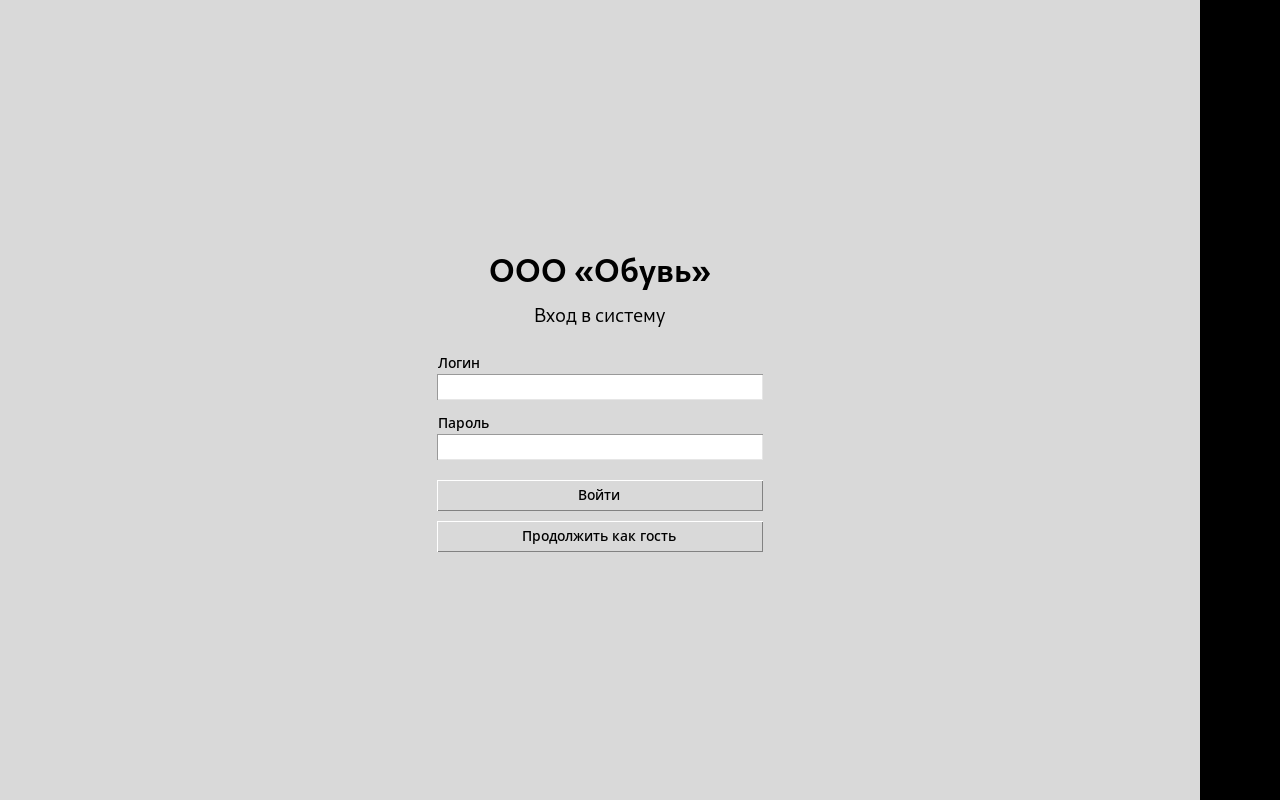 ООО «Обувь»
Вход в систему
Логин
Пароль
Войти
Продолжить как гость